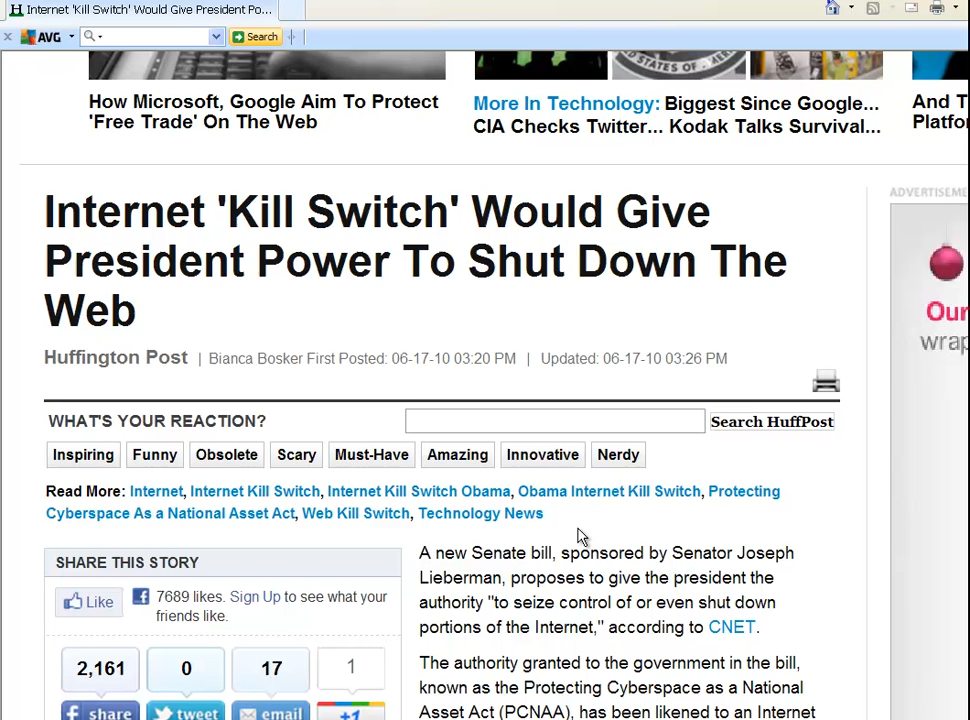 Internet 'Kill Switch' Would Give President Po...
AVG
Search
STATES OF
How Microsoft, Google Aim To Protect
'Free Trade' On The Web
More In Technology: Biggest Since Google...
CIA Checks Twitter... Kodak Talks Survival...
And T
Platfo
Internet 'Kill Switch' Would Give
President Power To Shut Down The
Web
Huffington Post | Bianca Bosker First Posted: 06-17-10 03:20 PM | Updated: 06-17-10 03:26 PM
ADVERTISEME
Our
wrap
WHAT'S YOUR REACTION?
Search HuffPost
Inspiring Funny Obsolete Scary Must-Have Amazing Innovative Nerdy
Read More: Internet, Internet Kill Switch, Internet Kill Switch Obama, Obama Internet Kill Switch, Protecting
Cyberspace As a National Asset Act, Web Kill Switch, Technology News
SHARE THIS STORY
Like
7689 likes. Sign Up to see what your
friends like.
2,161 0 17 1
share tweet email +1
A new Senate bill, sponsored by Senator Joseph
Lieberman, proposes to give the president the
authority "to seize control of or even shut down
portions of the Internet," according to CNET.
The authority granted to the government in the bill,
known as the Protecting Cyberspace as a National
Asset Act (PCNAA), has been likened to an Internet